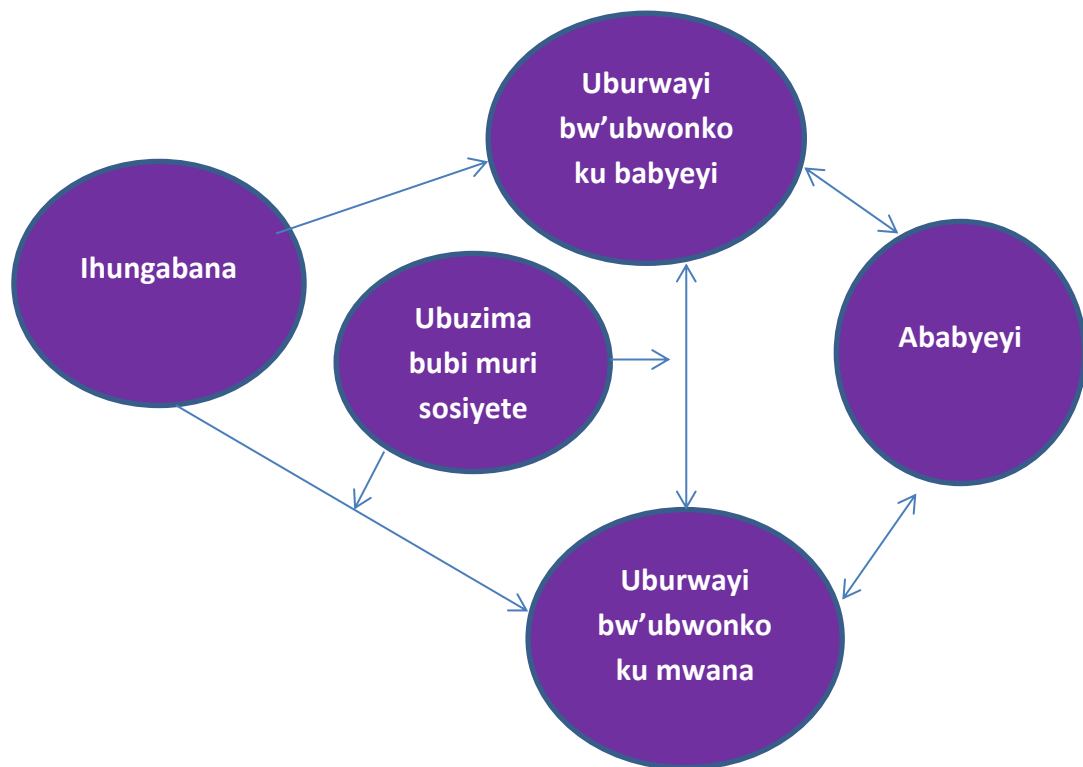 Uburwayi
bw’ubwonko
ku babyeyi
Ihungabana
Ubuzima
bubi muri
sosiyete
Ababyeyi
Uburwayi
bw’ubwonko
ku mwana